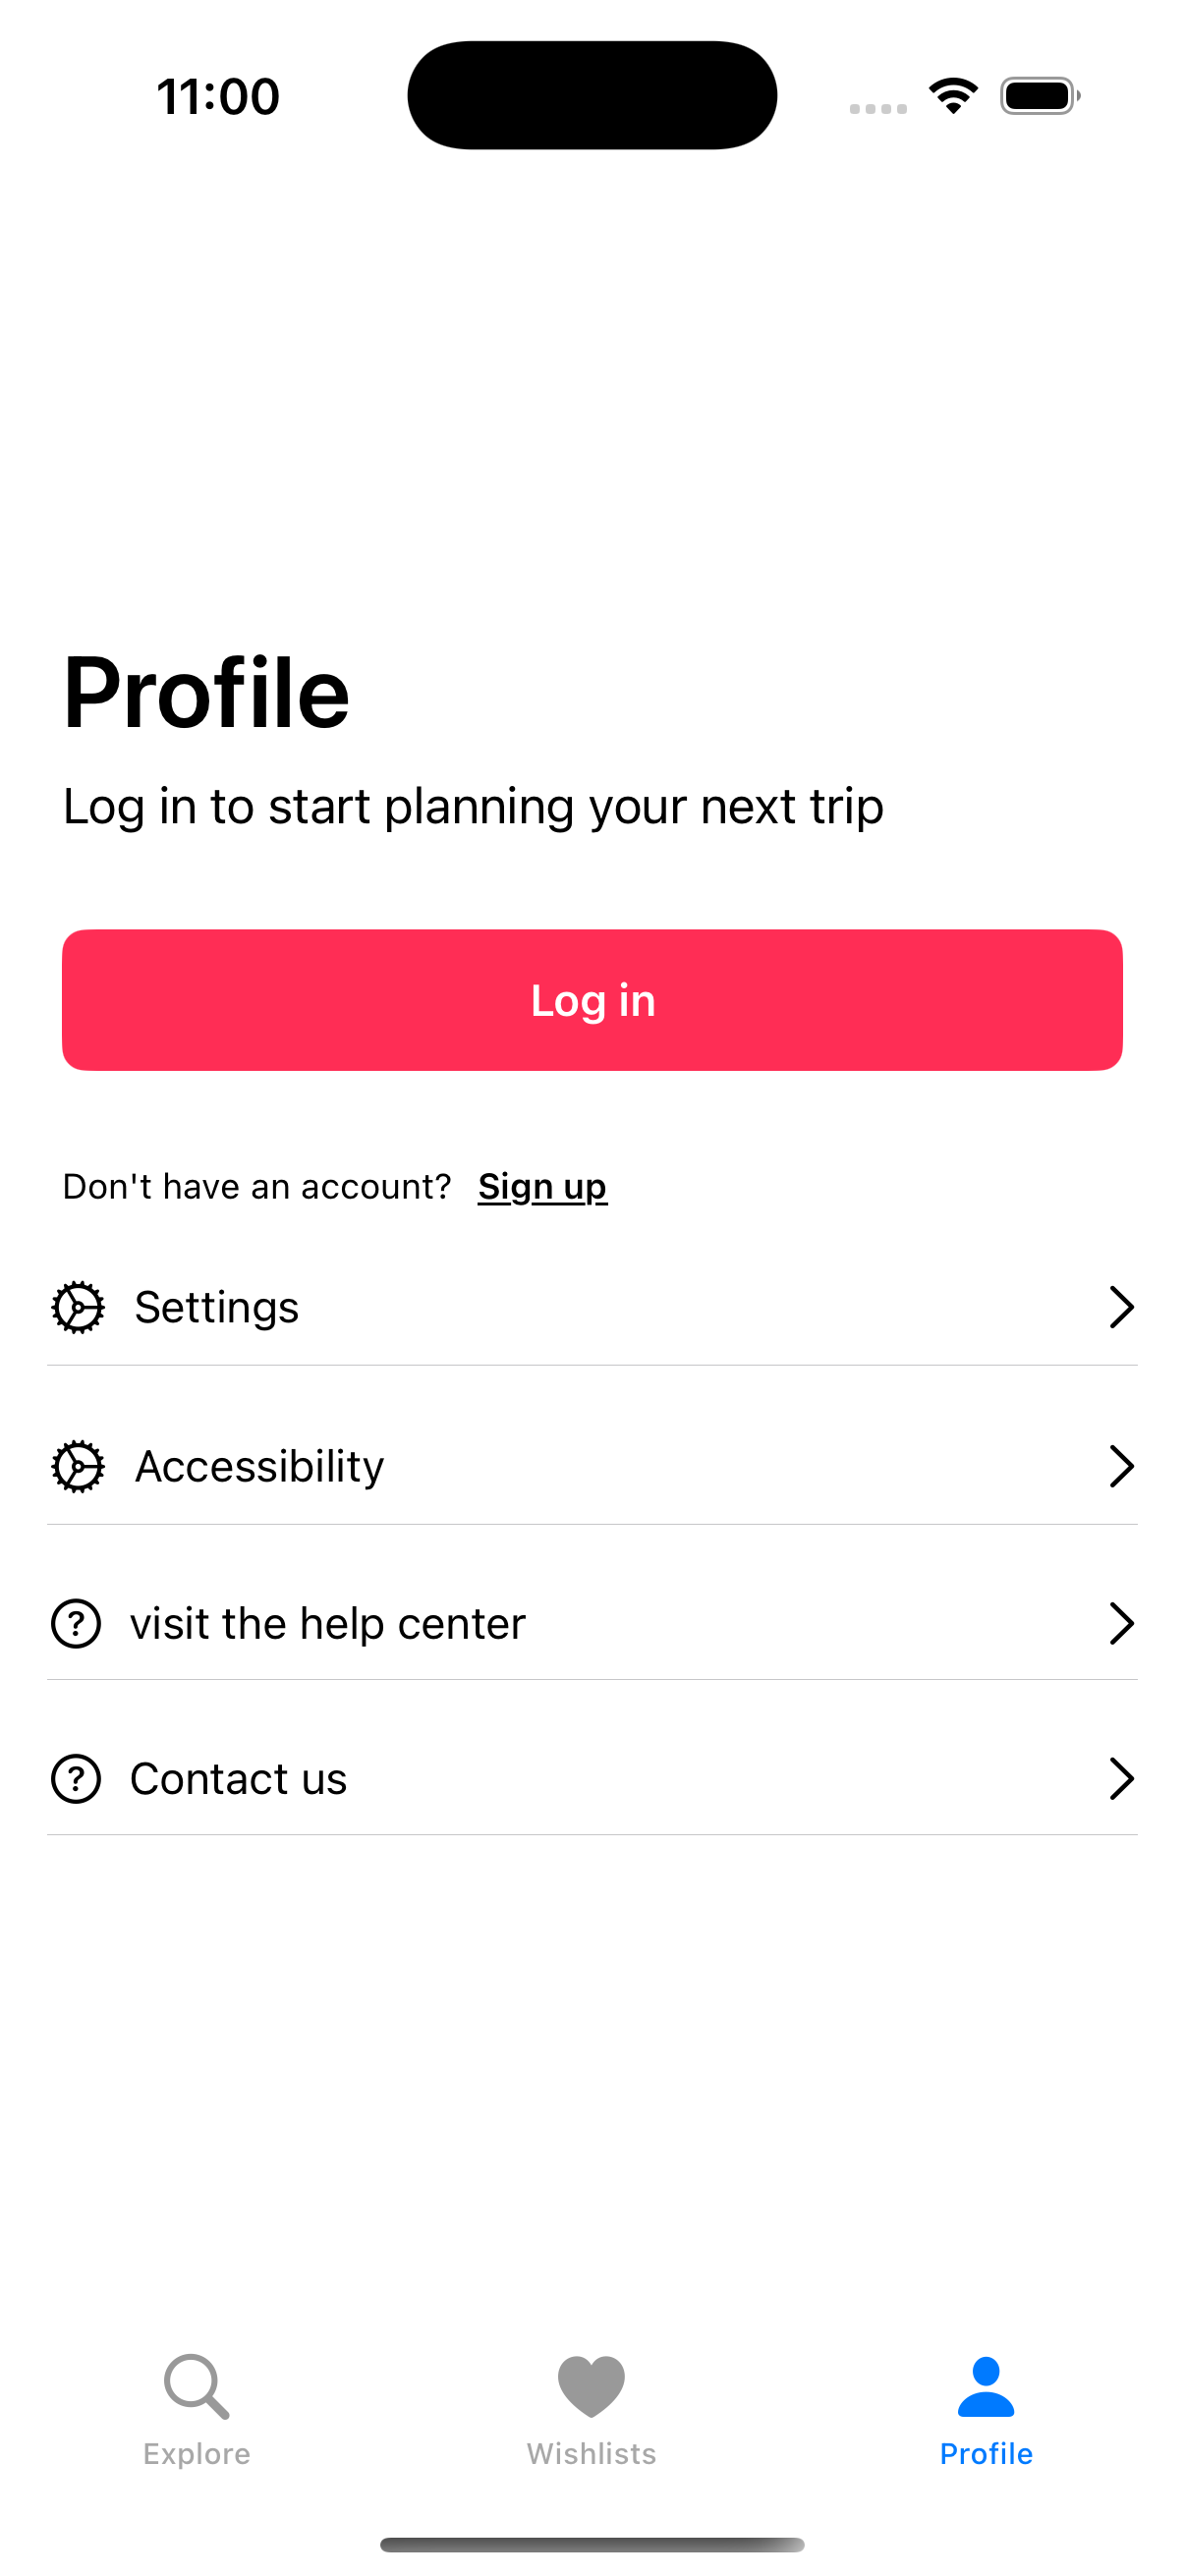 11:00
Profile
Log in to start planning your next trip
Log in
Don't have an account? Sign up
Settings
Accessibility
visit the help center
Contact us
Explore Wishlists Profile